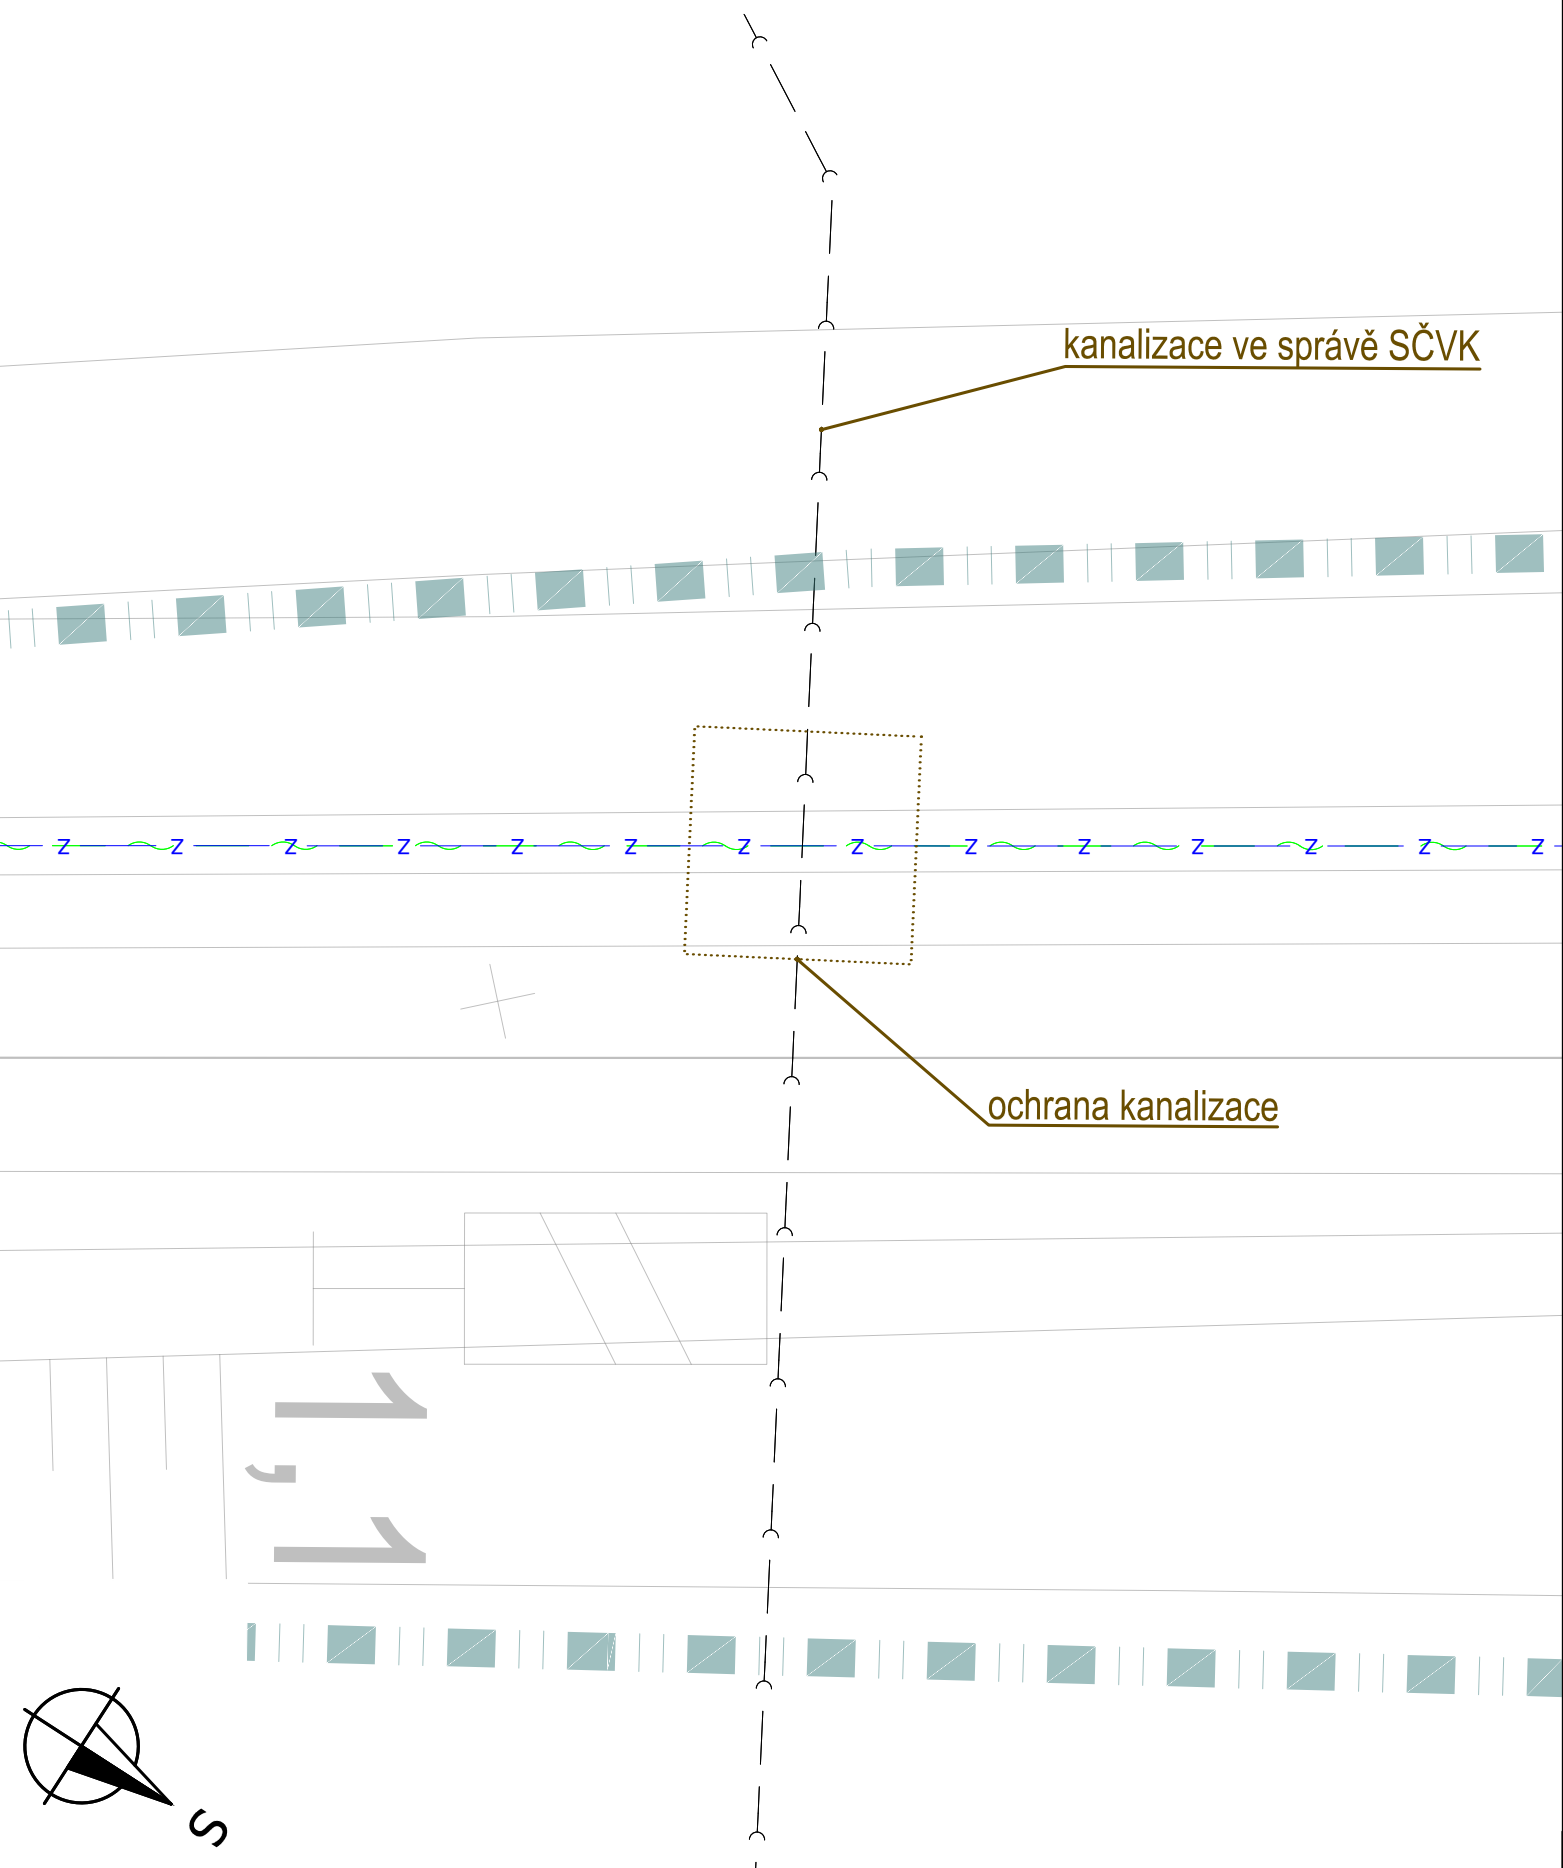 kanalizace ve správě SČVK
Z Z Z Z Z Z Z Z Z Z Z Z Z Z
ochrana kanalizace
1,1
S